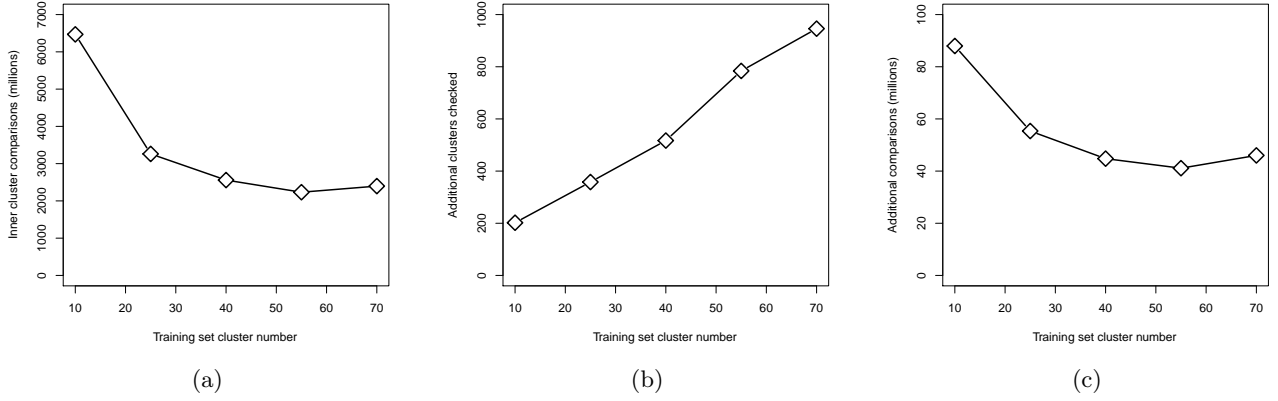 Inner cluster comparisons (millions)
7000
6000
5000
4000
3000
2000
1000
0
10 20 30 40 50 60 70
Training set cluster number
(a)
Additional clusters checked
1000
800
600
400
200
0
10 20 30 40 50 60 70
Training set cluster number
(b)
Additional comparisons (millions)
100
80
60
40
20
0
10 20 30 40 50 60 70
Training set cluster number
(c)